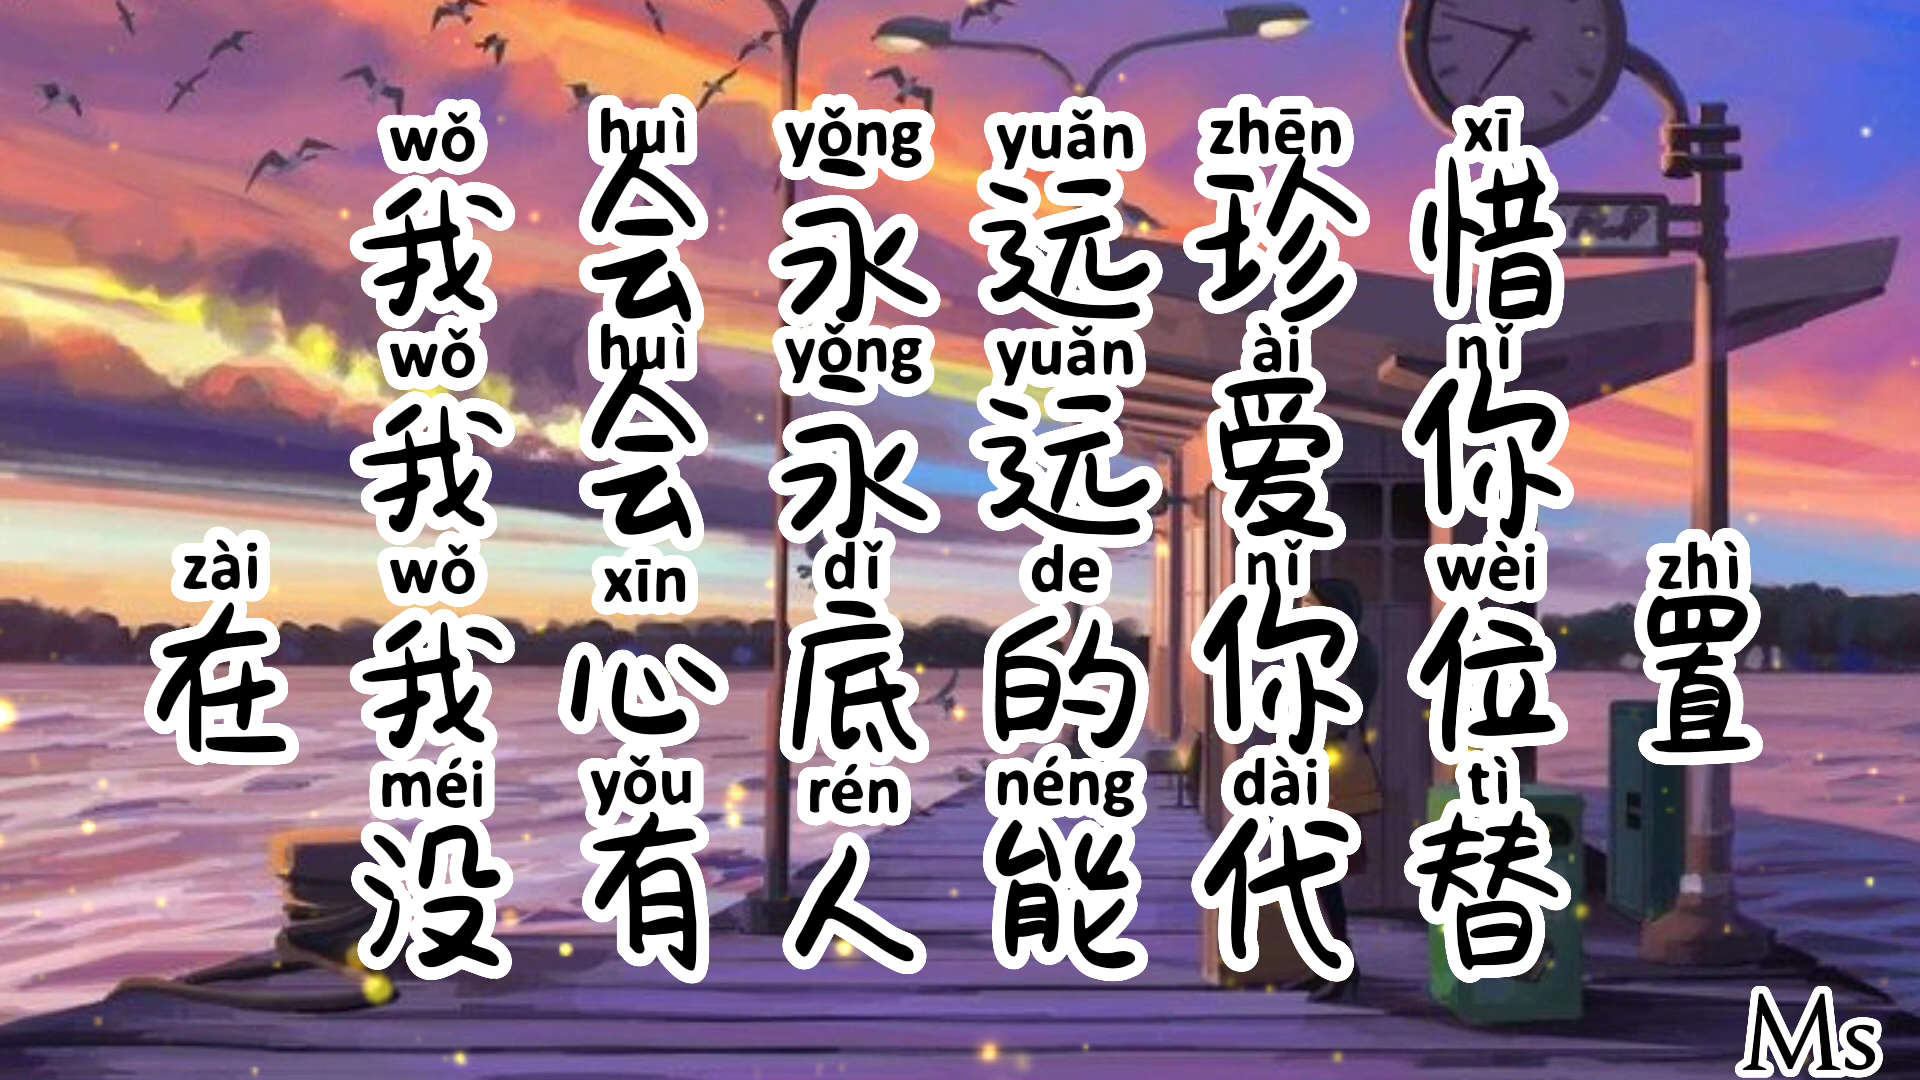 wǒ huì yǒng yuǎn zhēn xī
我会永远珍惜
wǒ huì yǒng yuǎn ài nǐ
我会永远爱你
zài wǒ xīn dǐ de nǐ wèi zhì
在我心底的你位置
méi yǒu rén néng dài tì
没有人能代替
Ms